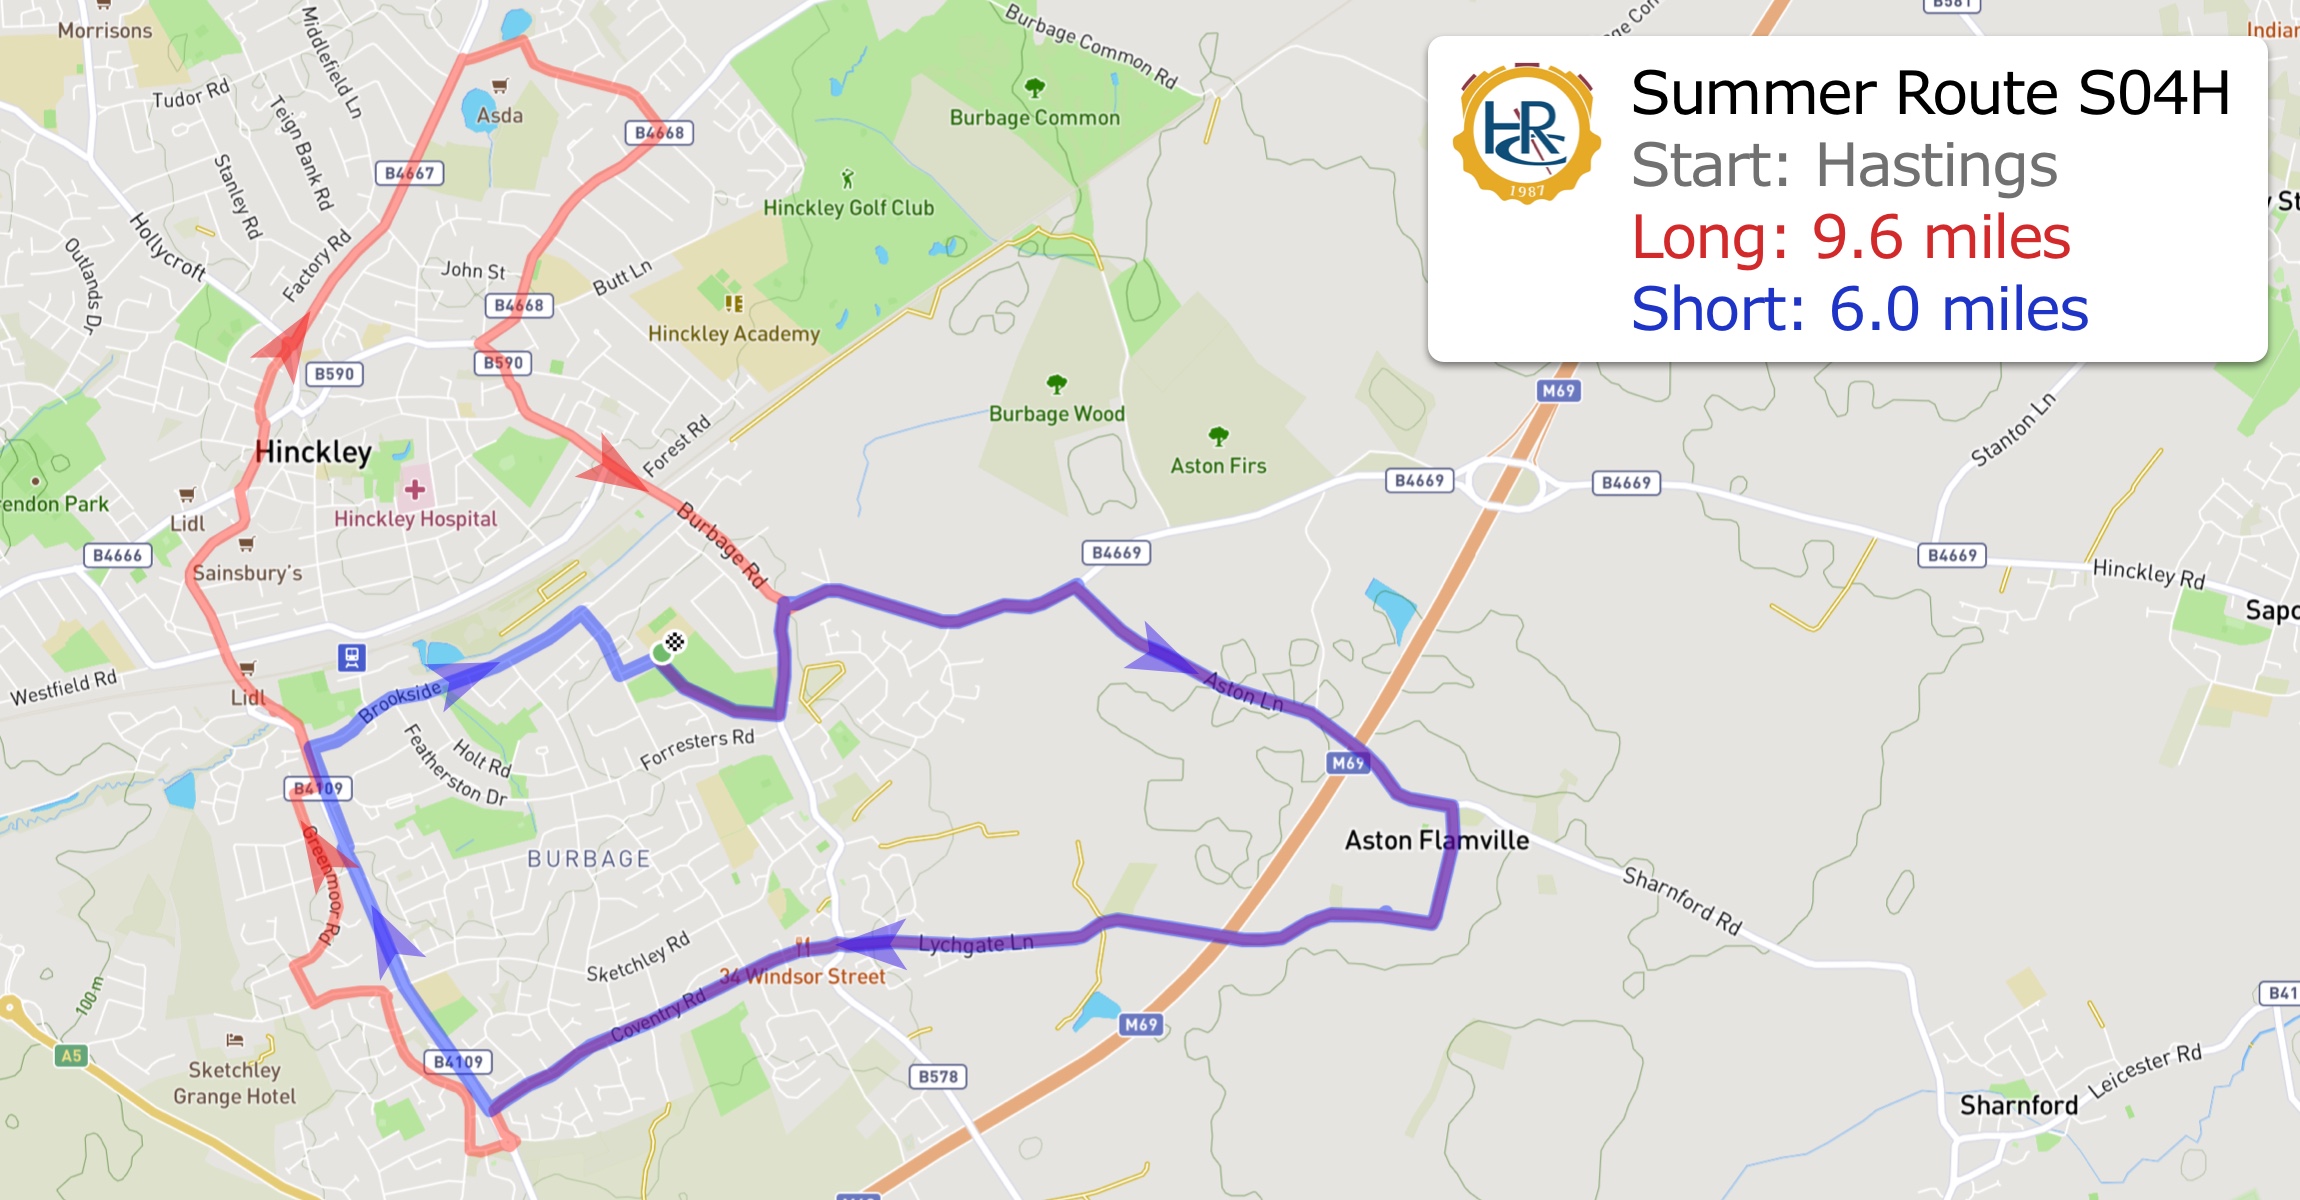 Summer Route S04H
Start: Hastings
Long: 9.6 miles
Short: 6.0 miles
HR
1987
Morrisons
Middlefield Ln
Tudor Rd
Teign Bank Rd
Stanley Rd
Hollycroft
Outlands Dr
Factory Rd
Asda
B4667
B4668
John St
B4668
Butt Ln
B590
B590
Hinckley
endon Park
Lidl
Hinckley Hospital
B4666
Sainsbury's
Westfield Rd
Lidl
Burbage Common Rd
Burbage Common
Hinckley Golf Club
Hinckley Academy
Burbage Wood
Aston Firs
Forest Rd
Burbage Rd
ge Con
B581
Indian
y St
M69
Stanton Ln
B4669
B4669
B4669
B4669
Hinckley Rd
Sapc
Brookside
Holt Rd
Featherston Dr
Forresters Rd
B4109
Greenmoor Rd
BURBAGE
Aston Ln
M69
Aston Flamville
Sharnford Rd
Sketchley Rd
34 Windsor Street
Lychgate Ln
Coventry Rd
100 m
A5
Sketchley
Grange Hotel
B4109
B578
M69
Sharnford
Leicester Rd
B41
M69